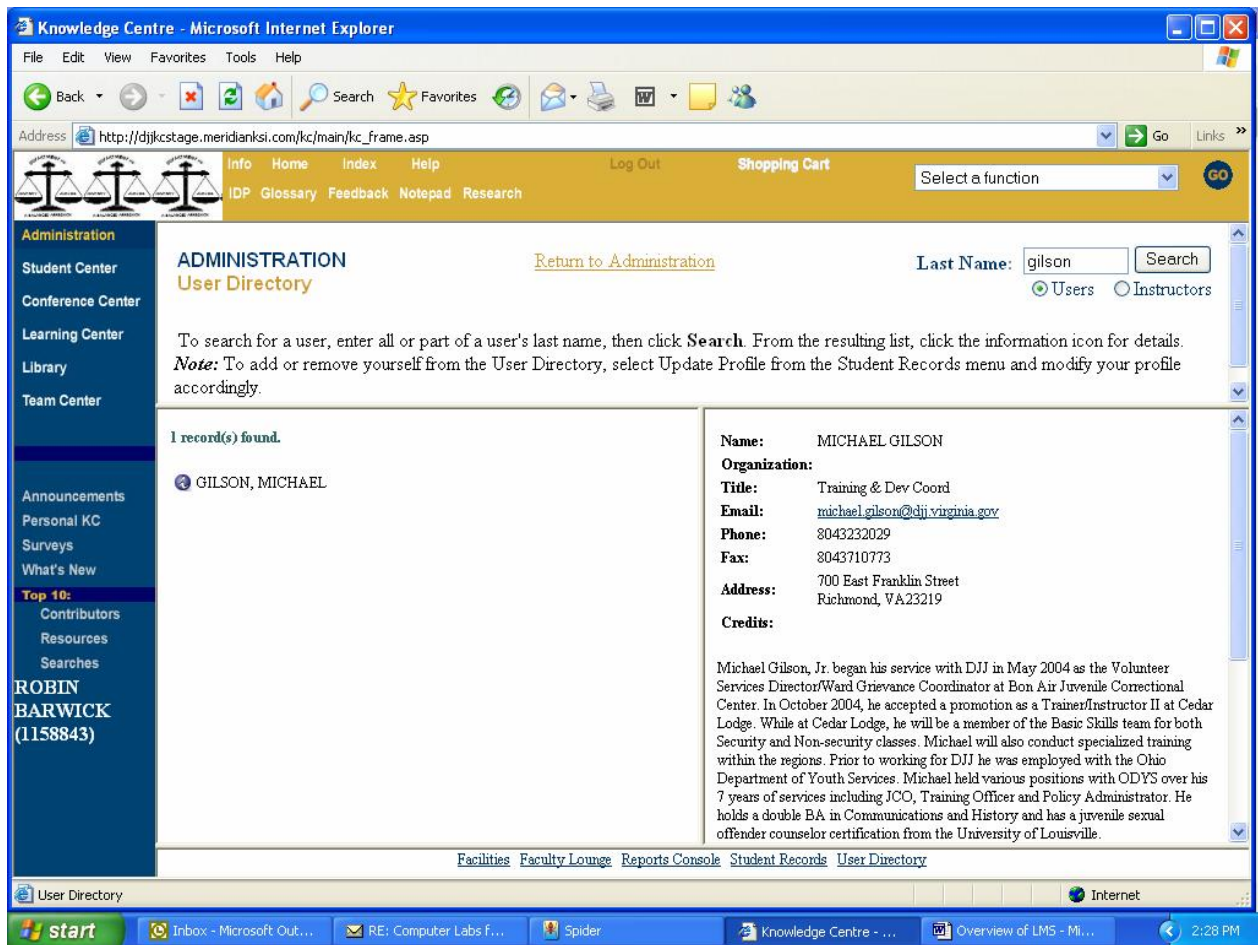 Knowledge Centre - Microsoft Internet Explorer
File Edit View Favorites Tools Help
Back Search Favorites
Address http://djjkcstage.meridianksi.com/kc/main/kc_frame.asp Go Links »
Info Home Index Help Log Out Shopping Cart
IDP Glossary Feedback Notepad Research
Select a function GO
Administration
Student Center
Conference Center
Learning Center
Library
Team Center
Announcements
Personal KC
Surveys
What's New
Top 10:
Contributors
Resources
Searches
ROBIN
BARWICK
(1158843)
ADMINISTRATION Return to Administration Last Name: gilson Search
User Directory Users Instructors
To search for a user, enter all or part of a user's last name, then click Search. From the resulting list, click the information icon for details.
Note: To add or remove yourself from the User Directory, select Update Profile from the Student Records menu and modify your profile
accordingly.
1 record(s) found.
GILSON, MICHAEL
Name: MICHAEL GILSON
Organization:
Title: Training & Dev Coord
Email: michael.gilson@djj.virginia.gov
Phone: 8043232029
Fax: 8043710773
Address: 700 East Franklin Street
Richmond, VA23219
Credits:
Michael Gilson, Jr. began his service with DJJ in May 2004 as the Volunteer
Services Director/Ward Grievance Coordinator at Bon Air Juvenile Correctional
Center. In October 2004, he accepted a promotion as a Trainer/Instructor II at Cedar
Lodge. While at Cedar Lodge, he will be a member of the Basic Skills team for both
Security and Non-security classes. Michael will also conduct specialized training
within the regions. Prior to working for DJJ he was employed with the Ohio
Department of Youth Services. Michael held various positions with ODYS over his
7 years of services including JCO, Training Officer and Policy Administrator. He
holds a double BA in Communications and History and has a juvenile sexual
offender counselor certification from the University of Louisville.
Facilities Faculty Lounge Reports Console Student Records User Directory
User Directory Internet
start Inbox - Microsoft Out... RE: Computer Labs f... Spider Knowledge Centre - ... Overview of LMS - Mi... 2:28 PM